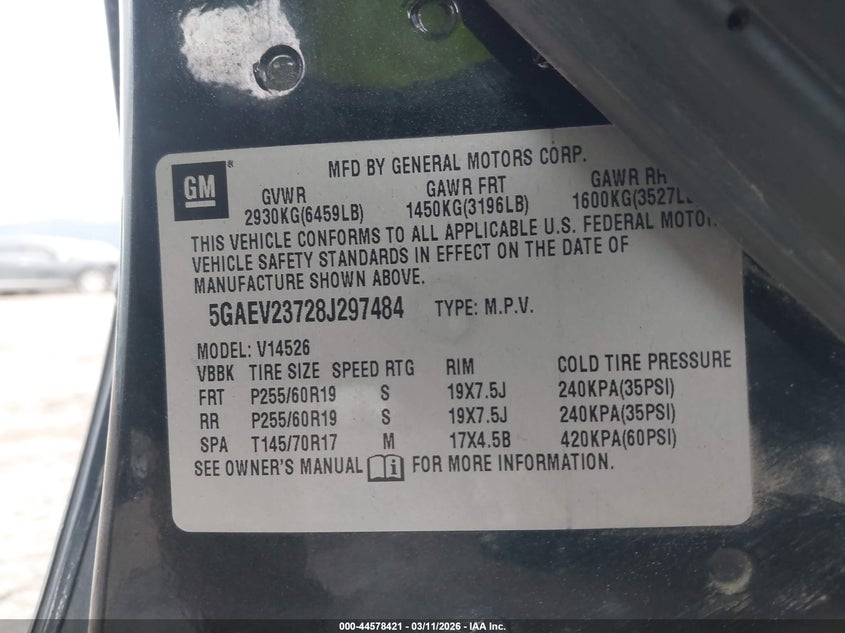 MFD BY GENERAL MOTORS CORP.
GM ®
GVWR GAWR FRT GAWR RR
2930KG(6459LB) 1450KG(3196LB) 1600KG(3527L
THIS VEHICLE CONFORMS TO ALL APPLICABLE U.S. FEDERAL MOTOR
VEHICLE SAFETY STANDARDS IN EFFECT ON THE DATE OF
MANUFACTURE SHOWN ABOVE.
5GAEV23728J297484 TYPE: M.P.V.
MODEL: V14526
VBBK TIRE SIZE SPEED RTG RIM COLD TIRE PRESSURE
FRT P255/60R19 S 19X7.5J 240KPA(35PSI)
RR P255/60R19 S 19X7.5J 240KPA(35PSI)
SPA T145/70R17 M 17X4.5B 420KPA(60PSI)
SEE OWNER'S MANUAL i FOR MORE INFORMATION.
000-44578421 - 03/11/2026 - IAA Inc.